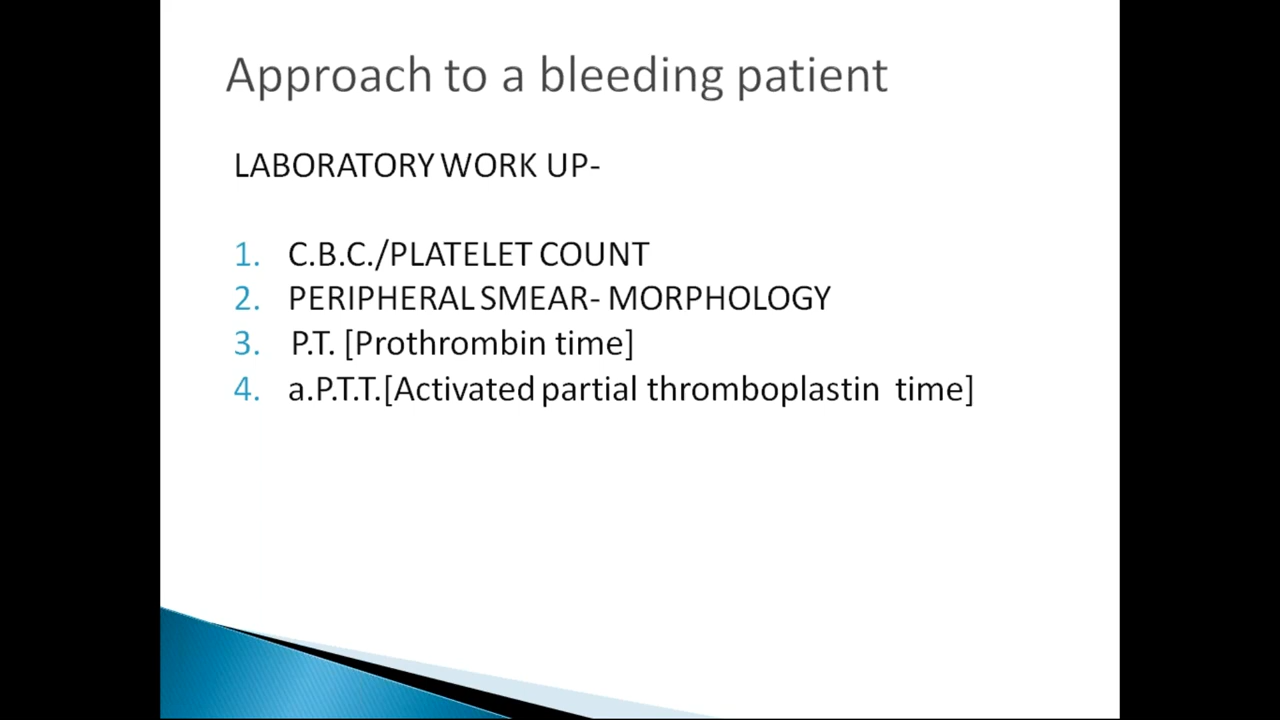 Approach to a bleeding patient
LABORATORY WORK UP-
1. C.B.C./PLATELET COUNT
2. PERIPHERAL SMEAR- MORPHOLOGY
3. P.T. [Prothrombin time]
4. a.P.T.T.[Activated partial thromboplastin time]